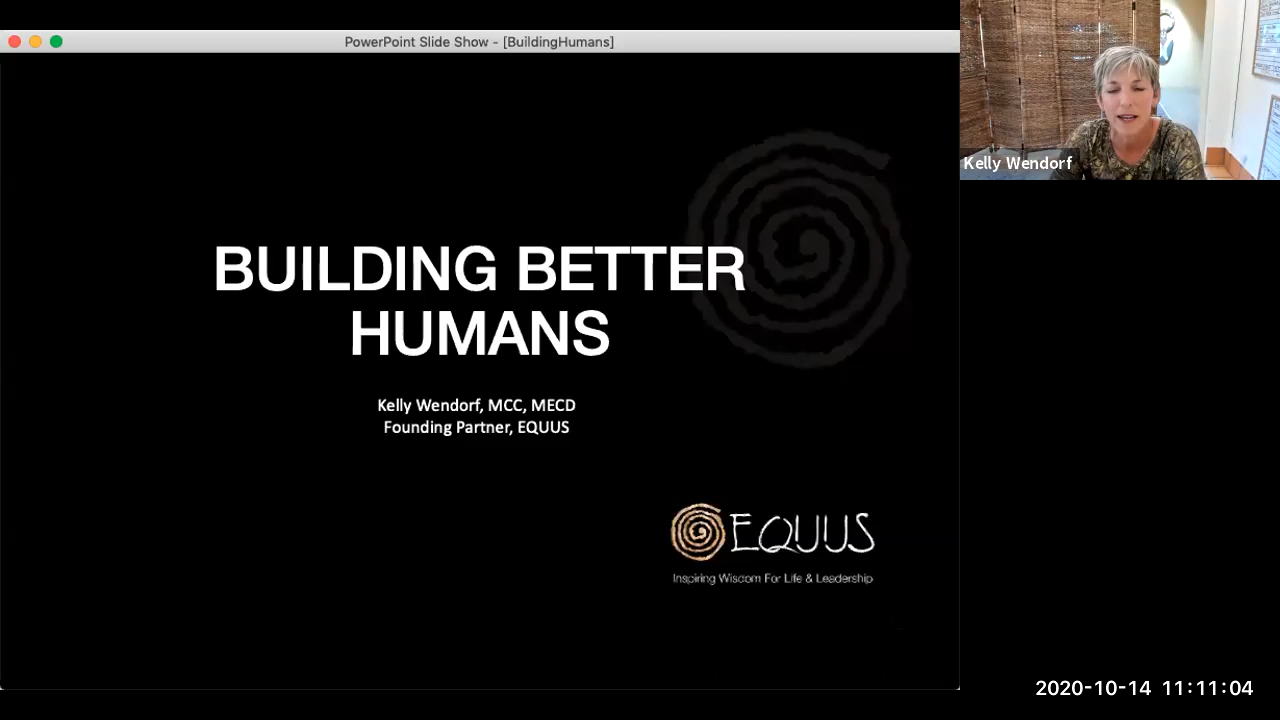 PowerPoint Slide Show - [BuildingHumans]
BUILDING BETTER
HUMANS
Kelly Wendorf, MCC, MECD
Founding Partner, EQUUS
EQUUS
Inspiring Wisdom For Life & Leadership
Kelly Wendorf
2020-10-14 11:11:04